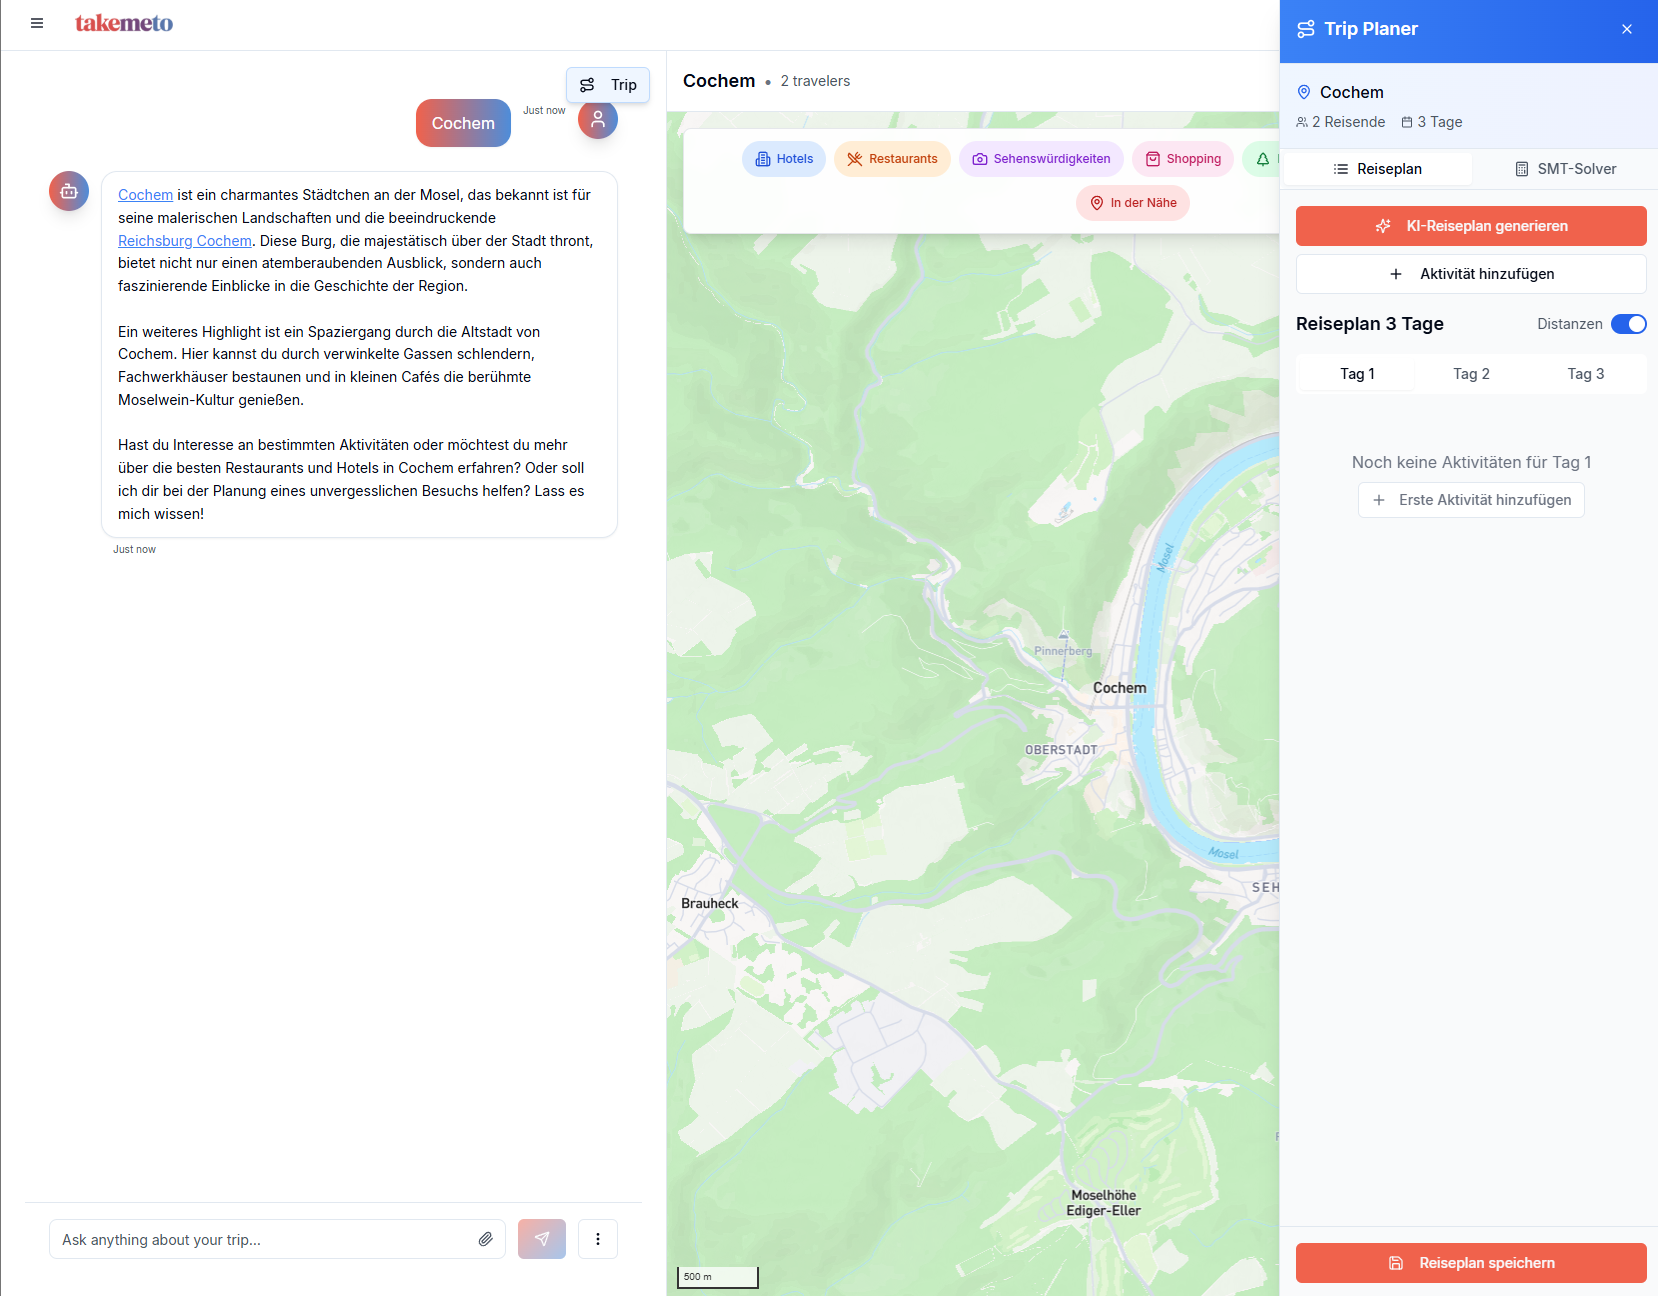 takemeto
Trip
Cochem
Just now
Cochem ist ein charmantes Städtchen an der Mosel, das bekannt ist für
seine malerischen Landschaften und die beeindruckende
Reichsburg Cochem. Diese Burg, die majestätisch über der Stadt thront,
bietet nicht nur einen atemberaubenden Ausblick, sondern auch
faszinierende Einblicke in die Geschichte der Region.
Ein weiteres Highlight ist ein Spaziergang durch die Altstadt von
Cochem. Hier kannst du durch verwinkelte Gassen schlendern,
Fachwerkhäuser bestaunen und in kleinen Cafés die berühmte
Moselwein-Kultur genießen.
Hast du Interesse an bestimmten Aktivitäten oder möchtest du mehr
über die besten Restaurants und Hotels in Cochem erfahren? Oder soll
ich dir bei der Planung eines unvergesslichen Besuchs helfen? Lass es
mich wissen!
Just now
Ask anything about your trip...
Cochem • 2 travelers
Hotels
Restaurants
Sehenswürdigkeiten
Shopping
In der Nähe
Mosel
Pinnerberg
Cochem
OBERSTADT
Mosel
SEH
Brauheck
Moselhöhe
Ediger-Eller
500 m
Trip Planer
Cochem
2 Reisende
3 Tage
Reiseplan
SMT-Solver
KI-Reiseplan generieren
Aktivität hinzufügen
Reiseplan 3 Tage
Distanzen
Tag 1
Tag 2
Tag 3
Noch keine Aktivitäten für Tag 1
Erste Aktivität hinzufügen
Reiseplan speichern